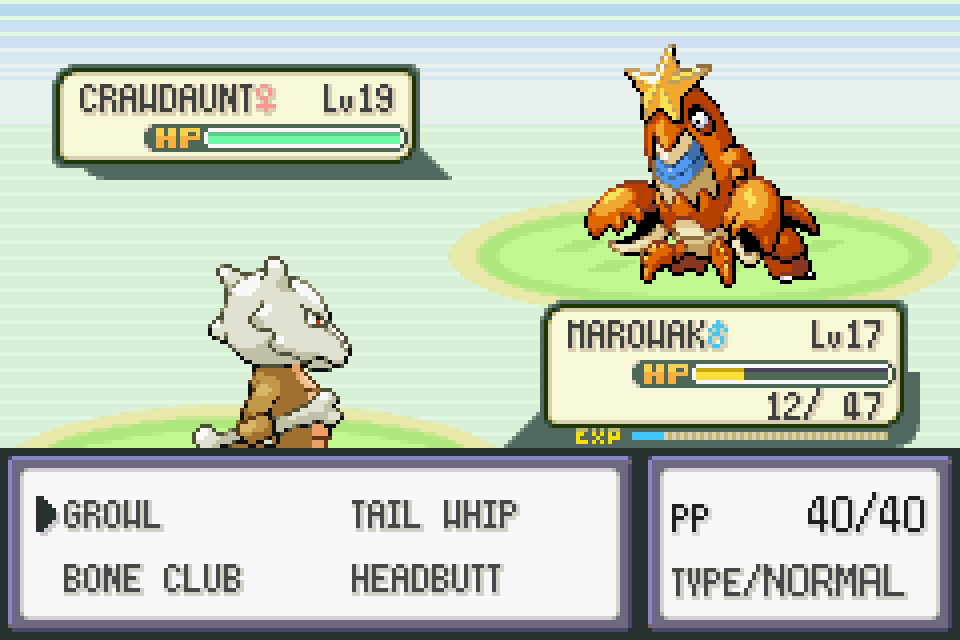 CRAWDAUNT♀ Lv19
HP
MAROWAK♂ Lv17
HP
12/ 47
EXP
GROWL TAIL WHIP
BONE CLUB HEADBUTT
PP 40/40
TYPE/NORMAL